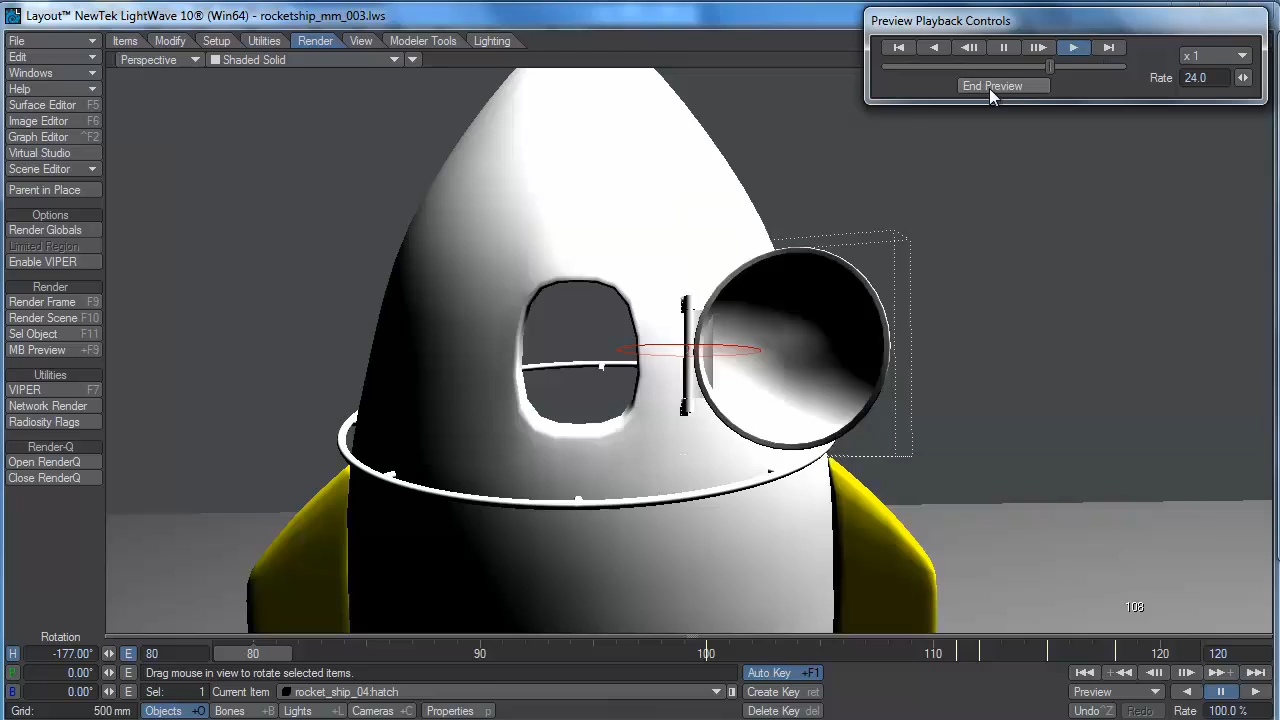 Layout™ NewTek LightWave 10® (Win64) - rocketship_mm_003.lws
Preview Playback Controls
x 1
Rate 24.0
End Preview
File
Edit
Windows
Help
Items Modify Setup Utilities Render View Modeler Tools Lighting
Perspective Shaded Solid
Surface Editor F5
Image Editor F6
Graph Editor ^F2
Virtual Studio
Scene Editor
Parent in Place
Options
Render Globals
Limited Region
Enable VIPER
Render
Render Frame F9
Render Scene F10
Sel Object F11
MB Preview +F9
Utilities
VIPER F7
Network Render
Radiosity Flags
Render-Q
Open RenderQ
Close RenderQ
108
Rotation
H -177.00° E 80 80 90 100 110 120 120
0.00° E Drag mouse in view to rotate selected items. Auto Key +F1
B 0.00° E Sel: 1 Current Item rocket_ship_04:hatch Create Key ret Preview
Grid: 500 mm Objects +O Bones +B Lights +L Cameras +C Properties p Delete Key del Undo ^Z Redo Rate 100.0 %